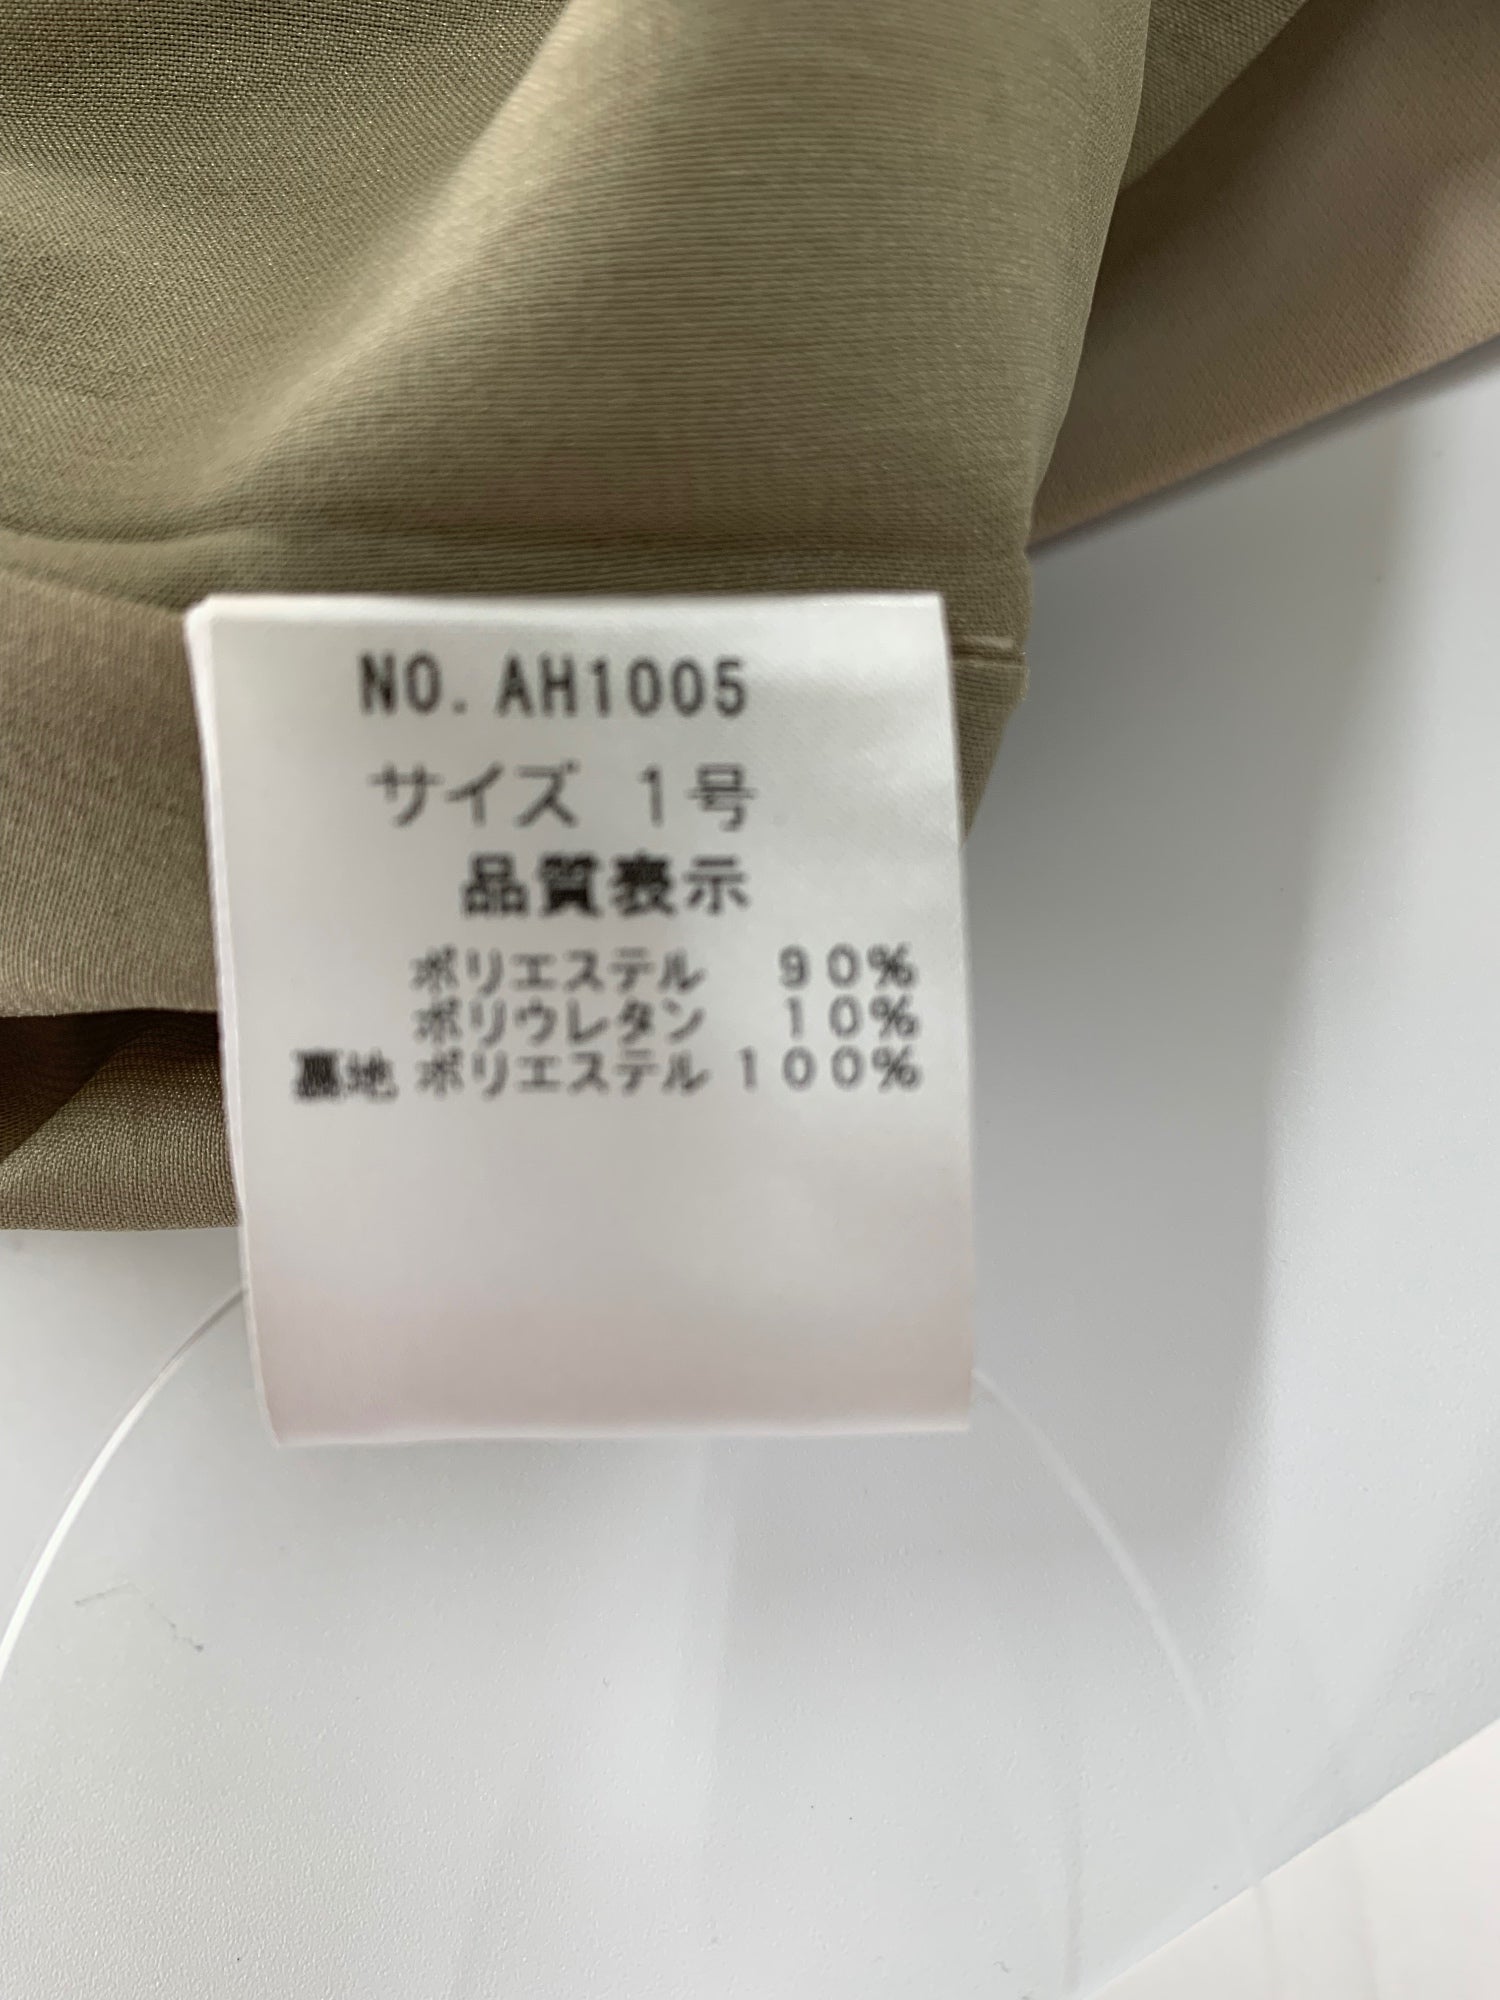 NO. AH1005
サイズ 1号
品質表示
ポリエステル 90%
ポリウレタン 10%
裏地 ポリエステル 100%